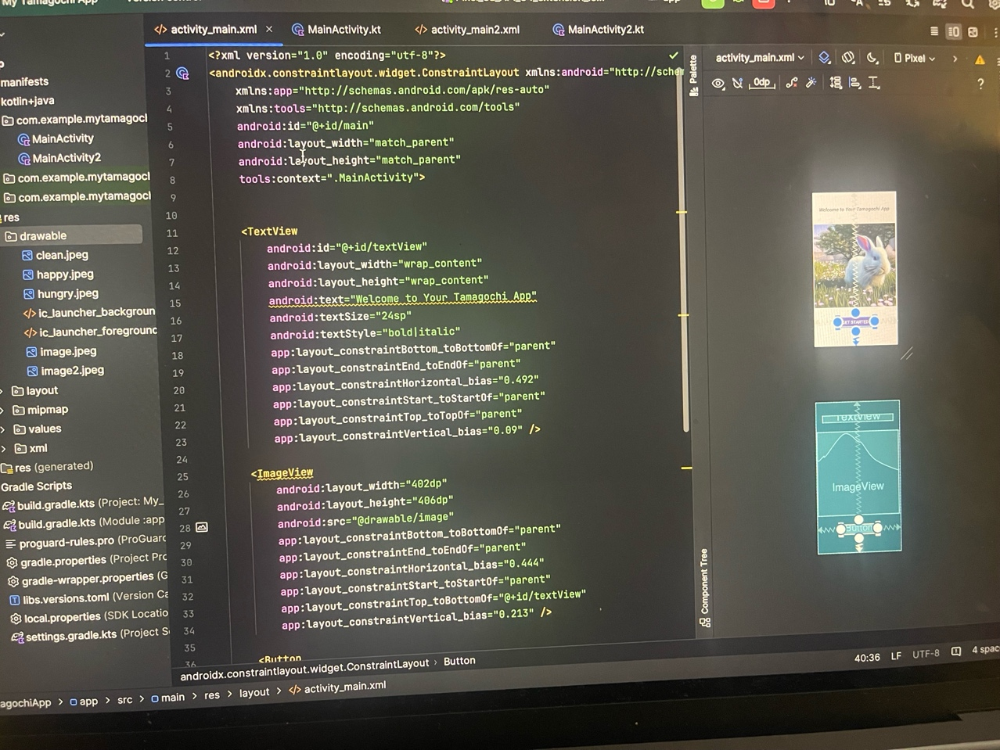 My Tamagochi App
activity_main.xml
MainActivity.kt
activity_main2.xml
MainActivity2.kt
manifests
kotlin+java
com.example.mytamagoch
MainActivity
MainActivity2
com.example.mytamagoc
com.example.mytamagoc
res
drawable
clean.jpeg
happy.jpeg
hungry.jpeg
ic_launcher_backgroun
ic_launcher_foreground
image.jpeg
image2.jpeg
layout
mipmap
values
xml
res (generated)
Gradle Scripts
build.gradle.kts (Project: My_
build.gradle.kts (Module :app
proguard-rules.pro (ProGuard
gradle.properties (Project Pro
gradle-wrapper.properties (G
libs.versions.toml (Version Ca
local.properties (SDK Locatio
settings.gradle.kts (Project S
1 <?xml version="1.0" encoding="utf-8"?>
2 <androidx.constraintlayout.widget.ConstraintLayout xmlns:android="http://schem
3 xmlns:app="http://schemas.android.com/apk/res-auto"
4 xmlns:tools="http://schemas.android.com/tools"
5 android:id="@+id/main"
6 android:layout_width="match_parent"
7 android:layout_height="match_parent"
8 tools:context=".MainActivity">
9
10
11 <TextView
12 android:id="@+id/textView"
13 android:layout_width="wrap_content"
14 android:layout_height="wrap_content"
15 android:text="Welcome to Your Tamagochi App"
16 android:textSize="24sp"
17 android:textStyle="bold|italic"
18 app:layout_constraintBottom_toBottomOf="parent"
19 app:layout_constraintEnd_toEndOf="parent"
20 app:layout_constraintHorizontal_bias="0.492"
21 app:layout_constraintStart_toStartOf="parent"
22 app:layout_constraintTop_toTopOf="parent"
23 app:layout_constraintVertical_bias="0.09" />
24
25 <ImageView
26 android:layout_width="402dp"
27 android:layout_height="406dp"
28 android:src="@drawable/image"
29 app:layout_constraintBottom_toBottomOf="parent"
30 app:layout_constraintEnd_toEndOf="parent"
31 app:layout_constraintHorizontal_bias="0.444"
32 app:layout_constraintStart_toStartOf="parent"
33 app:layout_constraintTop_toBottomOf="@+id/textView"
34 app:layout_constraintVertical_bias="0.213" />
35
36 <Button
androidx.constraintlayout.widget.ConstraintLayout › Button
Palette
Component Tree
activity_main.xml
Pixel
0dp
?
Welcome to Your Tamagochi App
GET STARTED
TextView
ImageView
Button
40:36 LF UTF-8 4 spac
agochiApp > app > src > main > res > layout > activity_main.xml